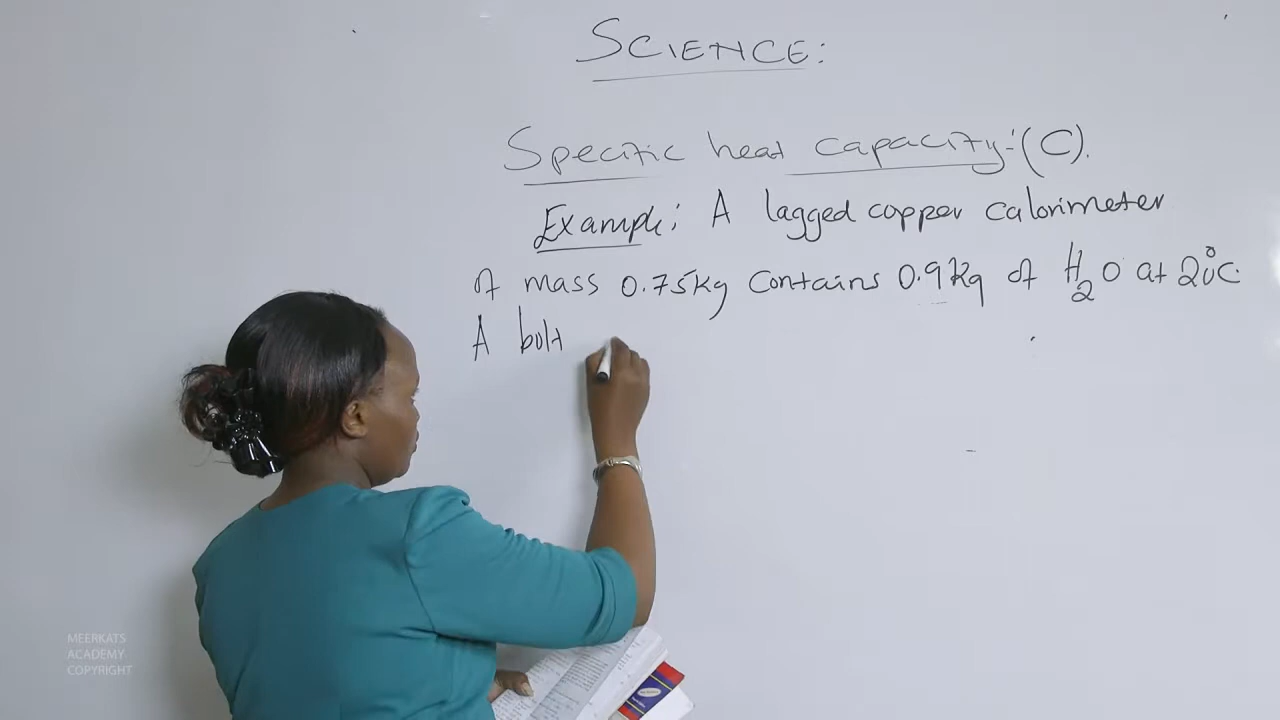 SCIENCE:
Specific heat capacity:-(C).
Example: A lagged copper calorimeter
of mass 0.75kg contains 0.9kg of H₂O at 20°C.
A bolt
MEERKATS
ACADEMY
COPYRIGHT